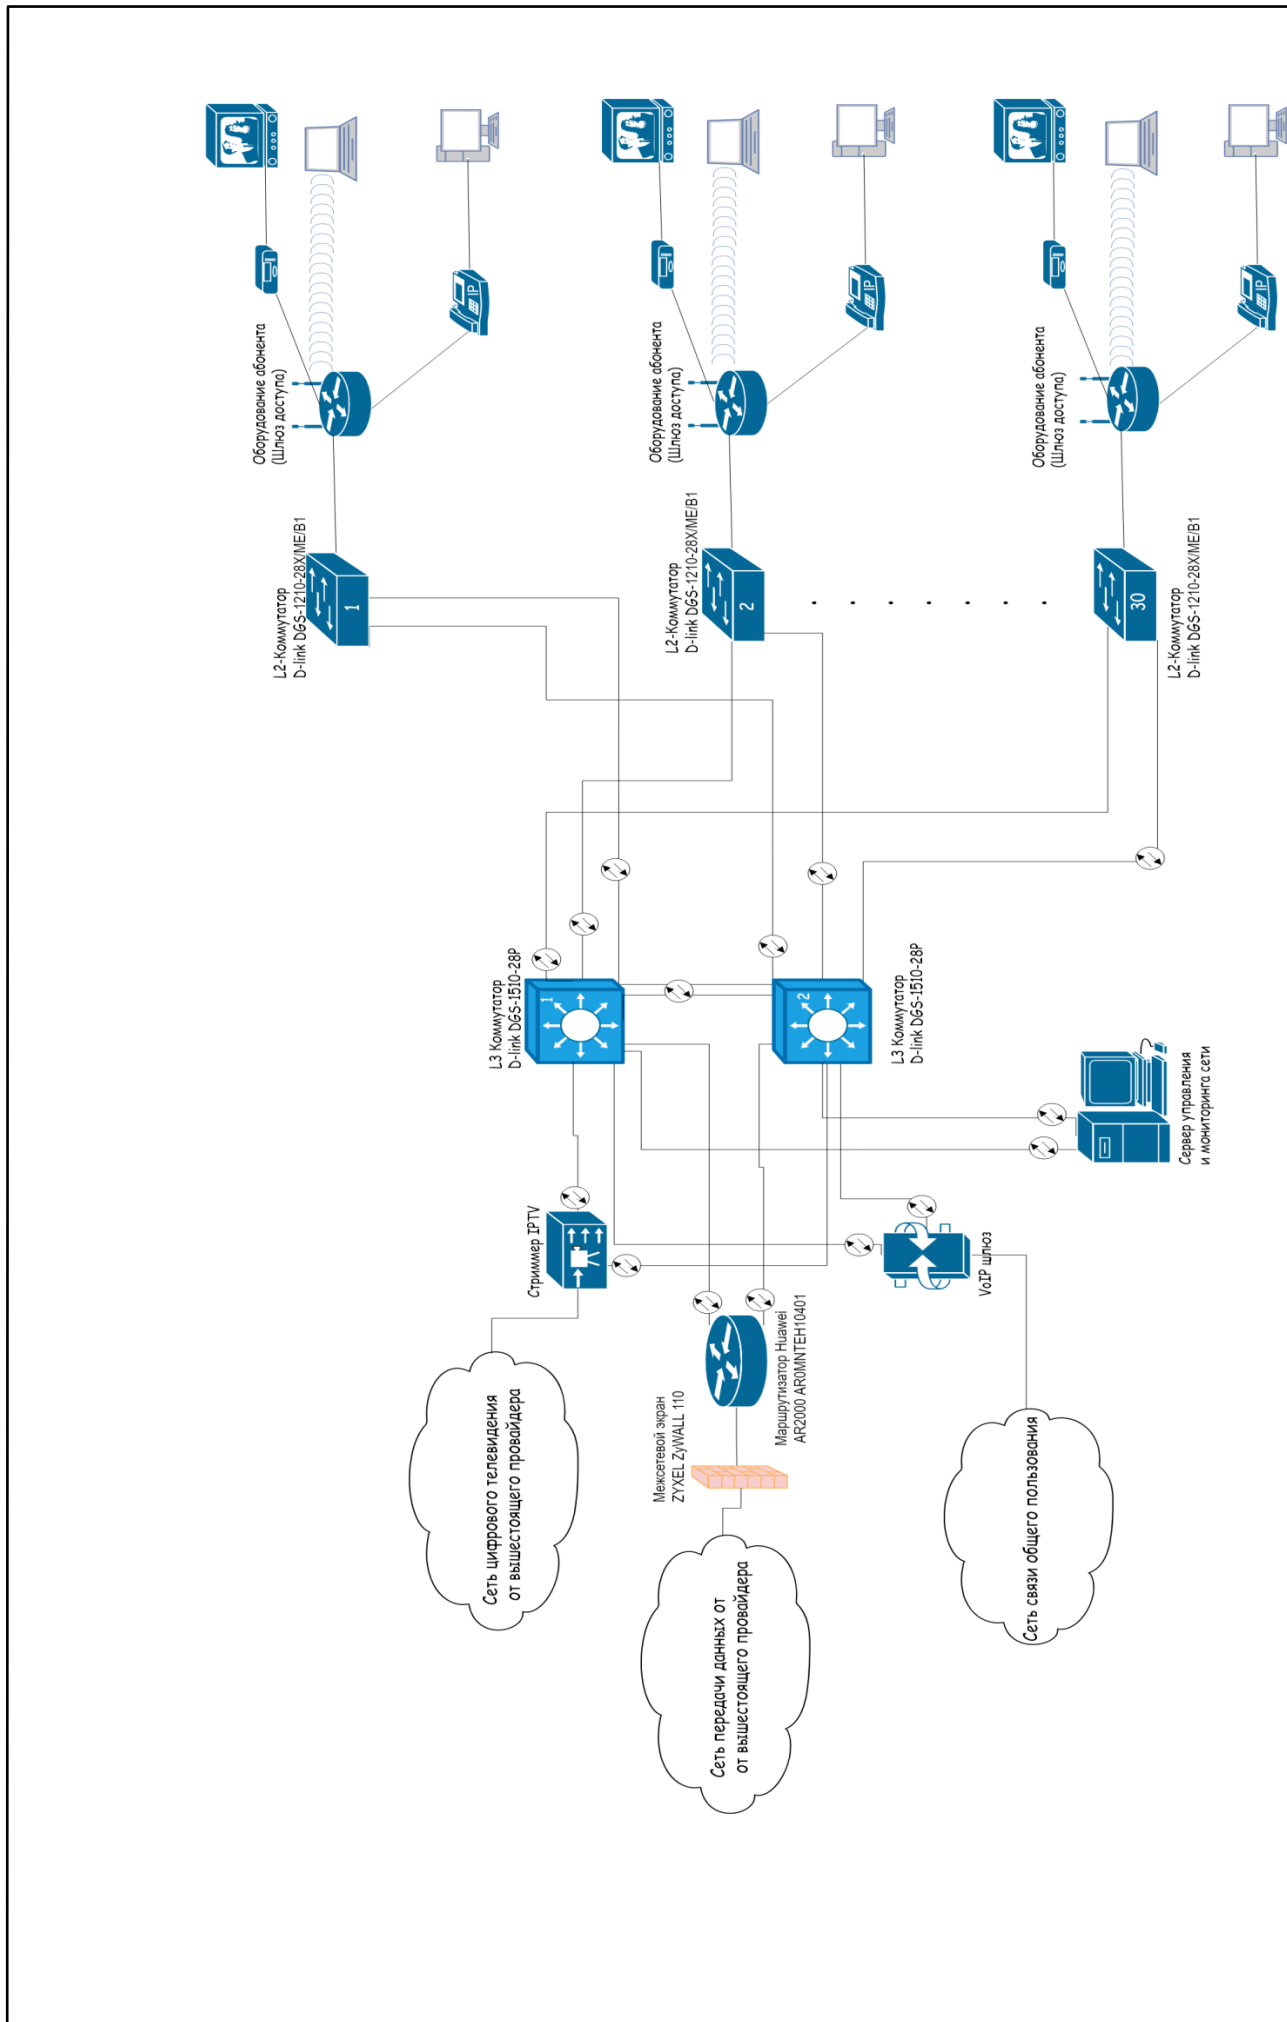 Сеть цифрового телевидения
от вышестоящего провайдера
Стриммер IPTV
L3 Коммутатор
D-link DGS-1510-28P
1
L2-Коммутатор
D-link DGS-1210-28X/ME/B1
1
Оборудование абонента
(Шлюз доступа)
IP
Сеть передачи данных от
от вышестоящего провайдера
Межсетевой экран
ZYXEL ZyWALL 110
Маршрутизатор Huawei
AR2000 AR0MNTEH10401
L3 Коммутатор
D-link DGS-1510-28P
2
L2-Коммутатор
D-link DGS-1210-28X/ME/B1
2
Оборудование абонента
(Шлюз доступа)
IP
Сеть связи общего пользования
VoIP шлюз
Сервер управления
и мониторинга сети
L2-Коммутатор
D-link DGS-1210-28X/ME/B1
30
Оборудование абонента
(Шлюз доступа)
IP